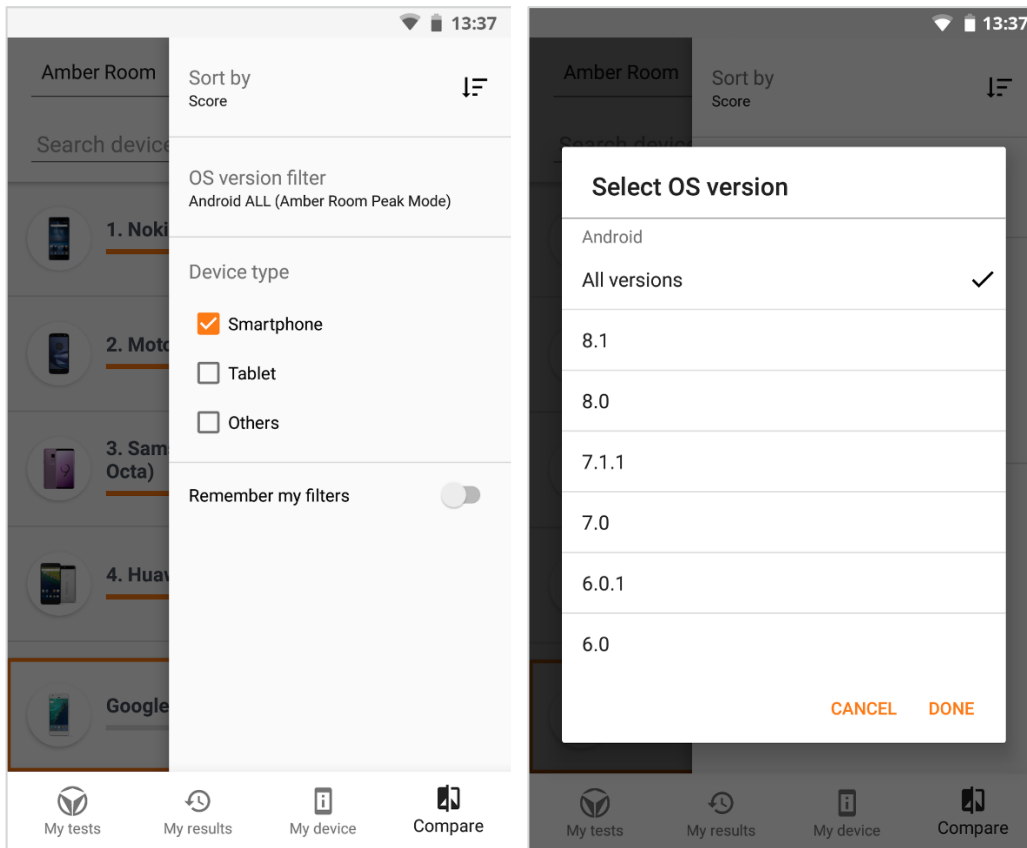 13:37
Amber Room
Search device
1. Noki
2. Moto
3. Sam
Octa)
4. Huaw
Google
Sort by
Score
OS version filter
Android ALL (Amber Room Peak Mode)
Device type
Smartphone
Tablet
Others
Remember my filters
My tests
My results
My device
Compare
13:37
Amber Room
Search device
Sort by
Score
Select OS version
Android
All versions
8.1
8.0
7.1.1
7.0
6.0.1
6.0
CANCEL
DONE
My tests
My results
My device
Compare